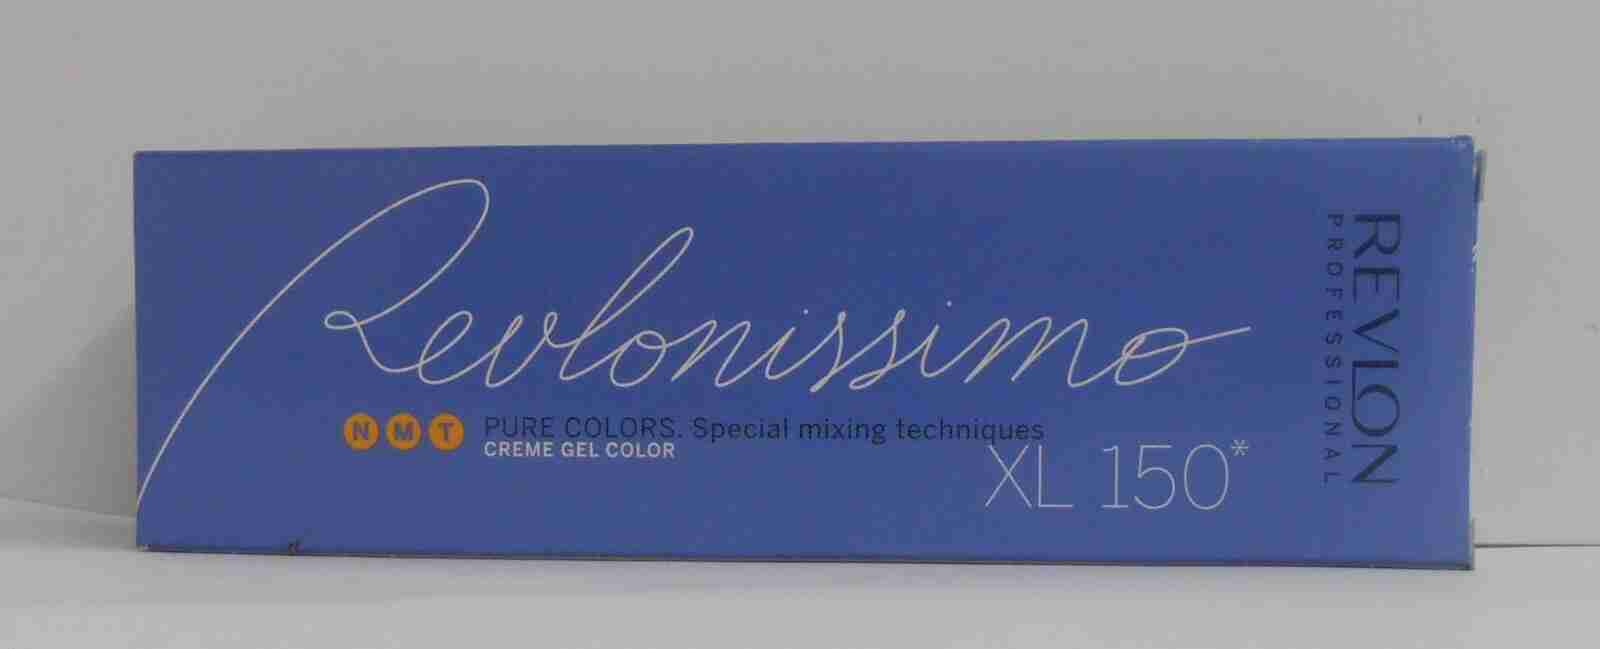 Revlonissimo
NMT PURE COLORS. Special mixing techniques
CREME GEL COLOR
XL 150*
REVLON
PROFESSIONAL